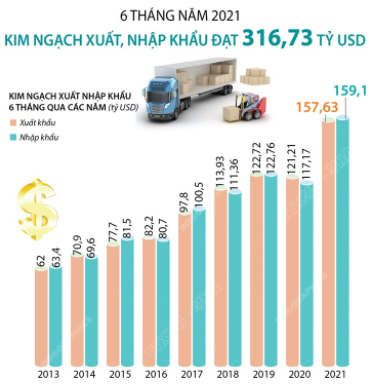 6 THÁNG NĂM 2021
KIM NGẠCH XUẤT, NHẬP KHẨU ĐẠT 316,73 TỶ USD
KIM NGẠCH XUẤT NHẬP KHẨU
6 THÁNG QUA CÁC NĂM (tỷ USD)
Xuất khẩu
Nhập khẩu
62 63,4
70,9 69,6
77,7 81,5
82,2 80,7
97,8 100,5
113,93 111,36
122,72 122,76
121,21 117,17
157,63 159,1
2013 2014 2015 2016 2017 2018 2019 2020 2021